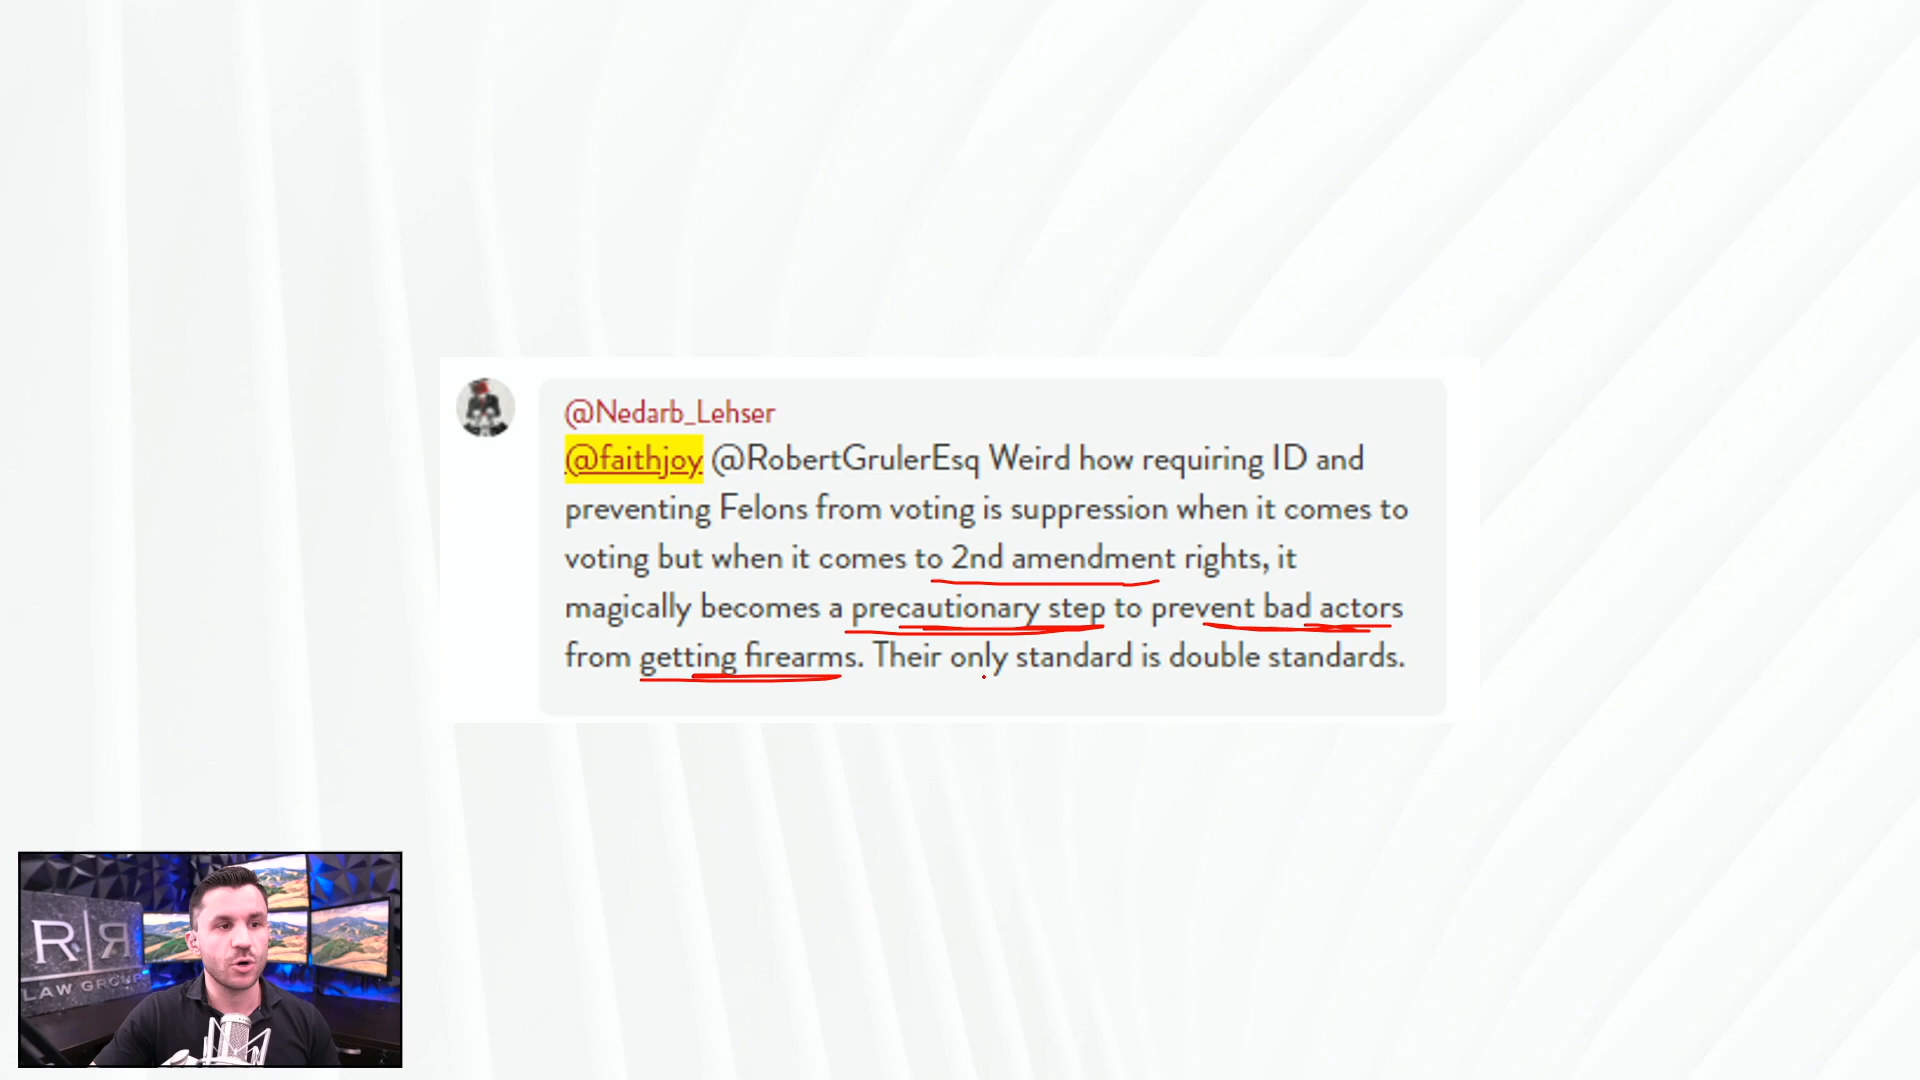 @Nedarb_Lehser
@faithjoy @RobertGrulerEsq Weird how requiring ID and
preventing Felons from voting is suppression when it comes to
voting but when it comes to 2nd amendment rights, it
magically becomes a precautionary step to prevent bad actors
from getting firearms. Their only standard is double standards.
R|R
LAW GROUP